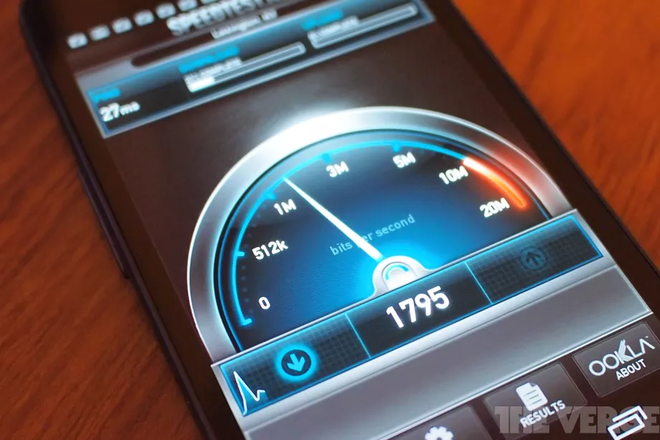 SPEEDTEST
27ms
0
512k
1M
3M
5M
10M
20M
bits per second
1795
OOKLA
ABOUT
RESULTS
THE VERGE